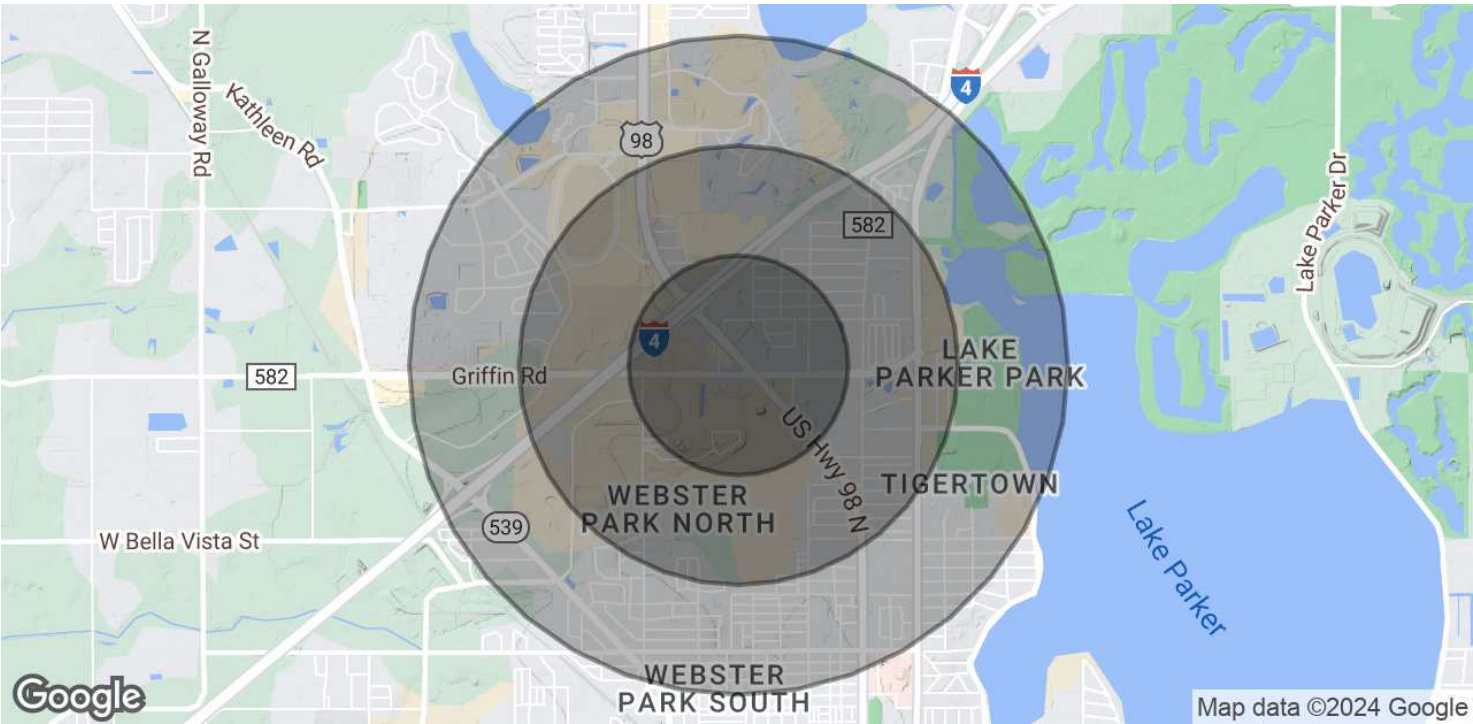 N Galloway Rd
Kathleen Rd
98
4
582
Lake Parker Dr
4
LAKE
PARKER PARK
582
Griffin Rd
US Hwy 98 N
TIGERTOWN
WEBSTER
PARK NORTH
539
W Bella Vista St
Lake Parker
WEBSTER
PARK SOUTH
Google
Map data ©2024 Google